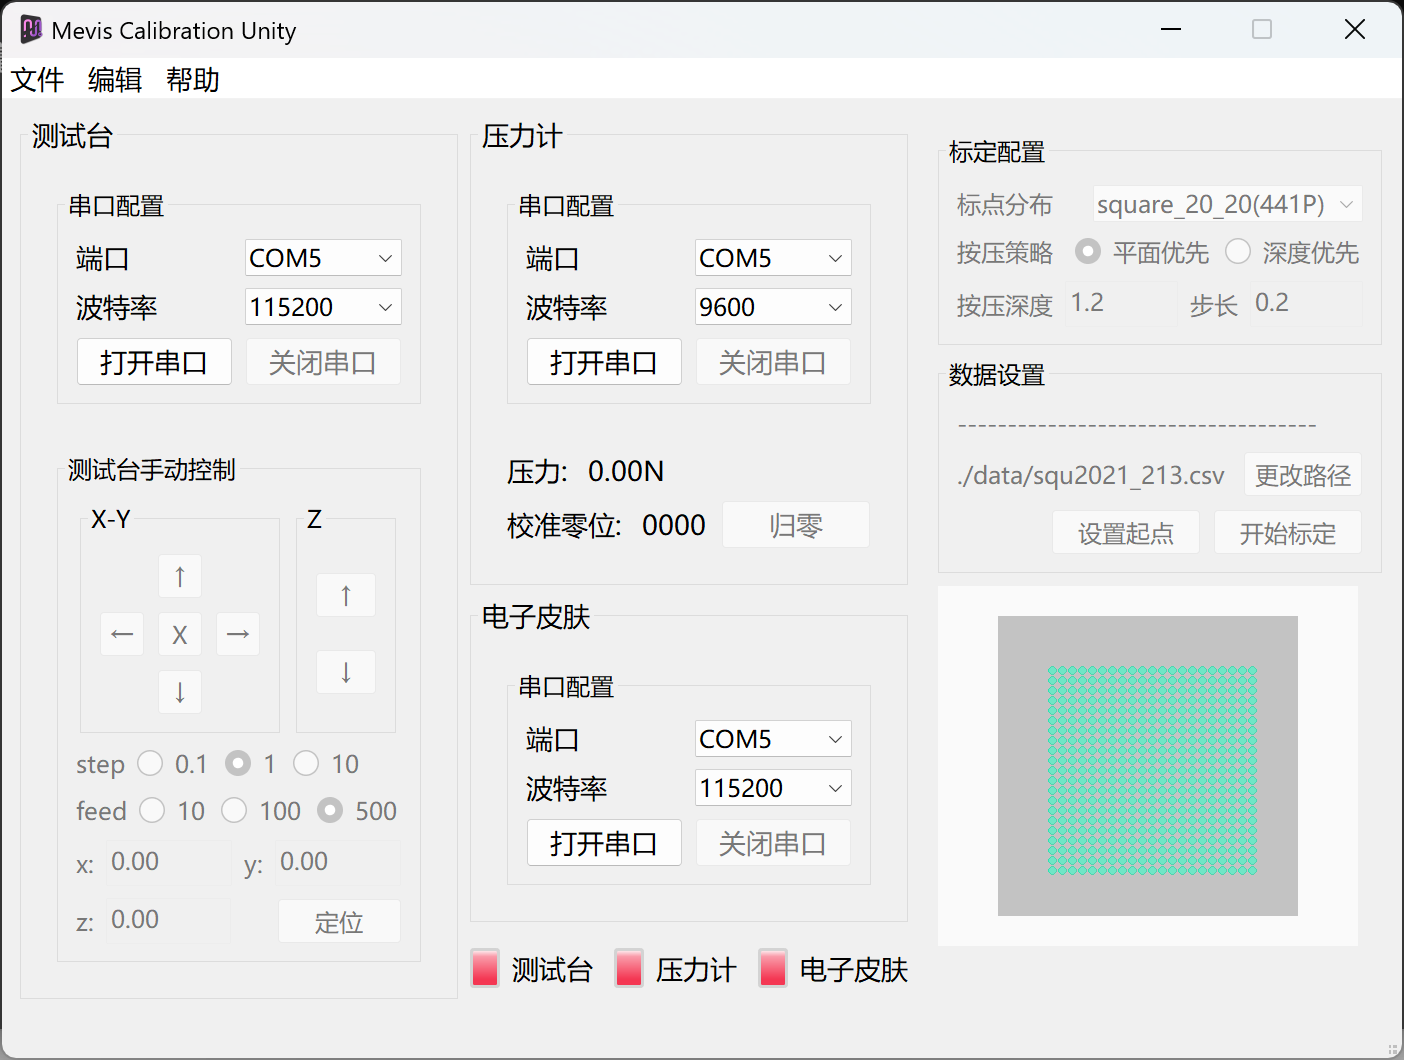 Mevis Calibration Unity
文件 编辑 帮助
测试台
串口配置
端口 COM5
波特率 115200
打开串口 关闭串口
测试台手动控制
X-Y
↑
← X →
↓
Z
↑
↓
step 0.1 1 10
feed 10 100 500
x: 0.00 y: 0.00
z: 0.00 定位
压力计
串口配置
端口 COM5
波特率 9600
打开串口 关闭串口
压力: 0.00N
校准零位: 0000 归零
电子皮肤
串口配置
端口 COM5
波特率 115200
打开串口 关闭串口
测试台 压力计 电子皮肤
标定配置
标点分布 square_20_20(441P)
按压策略 平面优先 深度优先
按压深度 1.2 步长 0.2
数据设置
------------------------------------
./data/squ2021_213.csv 更改路径
设置起点 开始标定